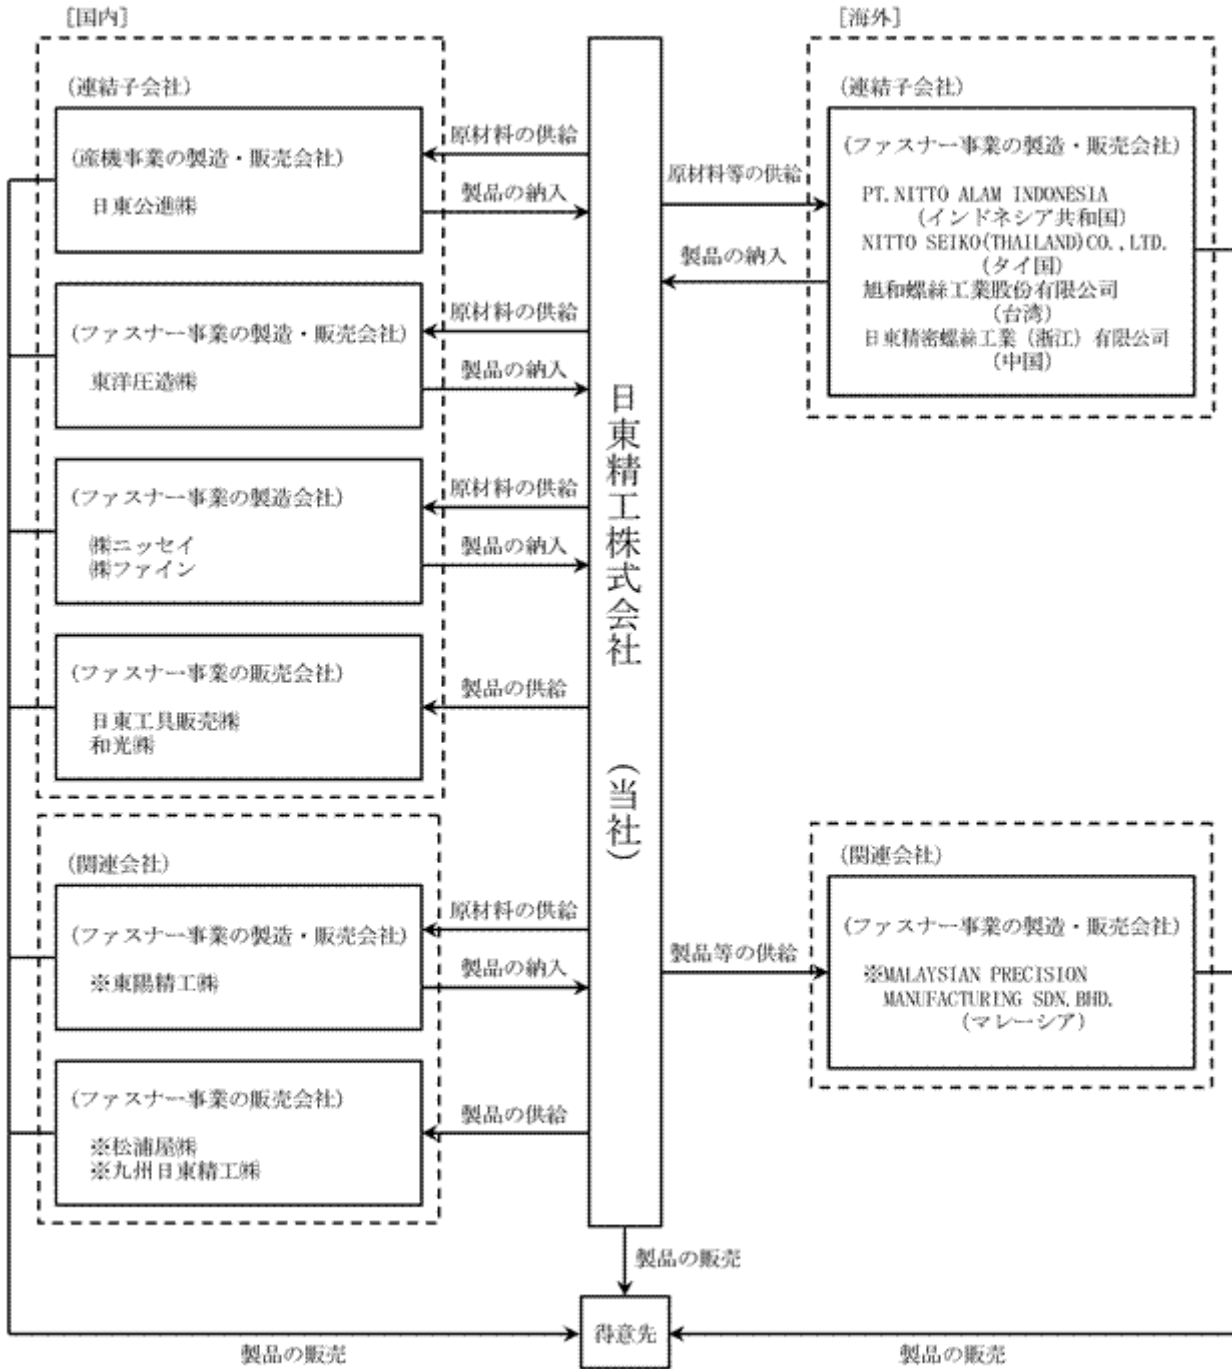 [国内]
(連結子会社)
(産機事業の製造・販売会社)
日東公進㈱
原材料の供給
製品の納入
(ファスナー事業の製造・販売会社)
東洋圧造㈱
原材料の供給
製品の納入
(ファスナー事業の製造会社)
㈱ニッセイ
㈱ファイン
原材料の供給
製品の納入
(ファスナー事業の販売会社)
日東工具販売㈱
和光㈱
製品の供給
(関連会社)
(ファスナー事業の製造・販売会社)
※東陽精工㈱
原材料の供給
製品の納入
(ファスナー事業の販売会社)
※松浦屋㈱
※九州日東精工㈱
製品の供給
日東精工株式会社
(当社)
[海外]
(連結子会社)
(ファスナー事業の製造・販売会社)
PT.NITTO ALAM INDONESIA
(インドネシア共和国)
NITTO SEIKO(THAILAND)CO.,LTD.
(タイ国)
旭和螺絲工業股份有限公司
(台湾)
日東精密螺絲工業(浙江)有限公司
(中国)
原材料等の供給
製品の納入
(関連会社)
(ファスナー事業の製造・販売会社)
※MALAYSIAN PRECISION
MANUFACTURING SDN.BHD.
(マレーシア)
製品等の供給
製品の販売
得意先
製品の販売
製品の販売